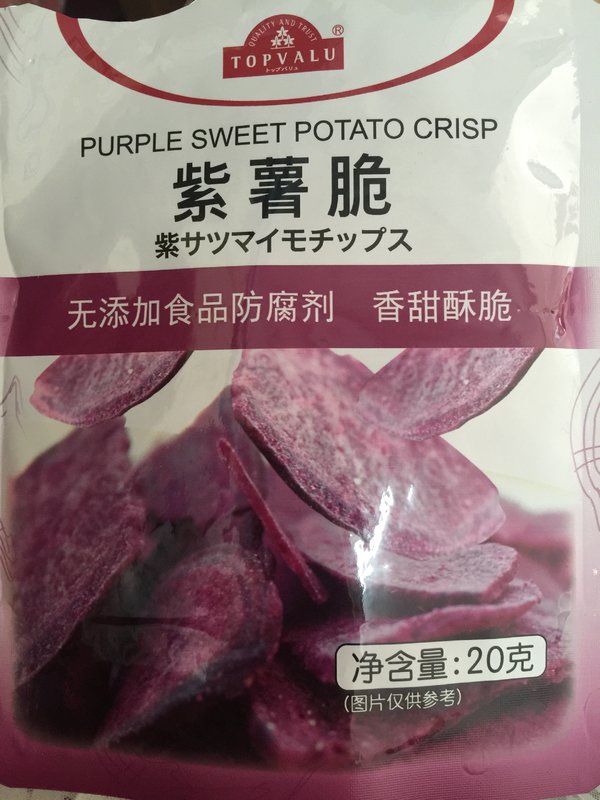 QUALITY AND TRUST
TOPVALU
トップバリュ
®
PURPLE SWEET POTATO CRISP
紫薯脆
紫サツマイモチップス
无添加食品防腐剂 香甜酥脆
净含量:20克
(图片仅供参考)